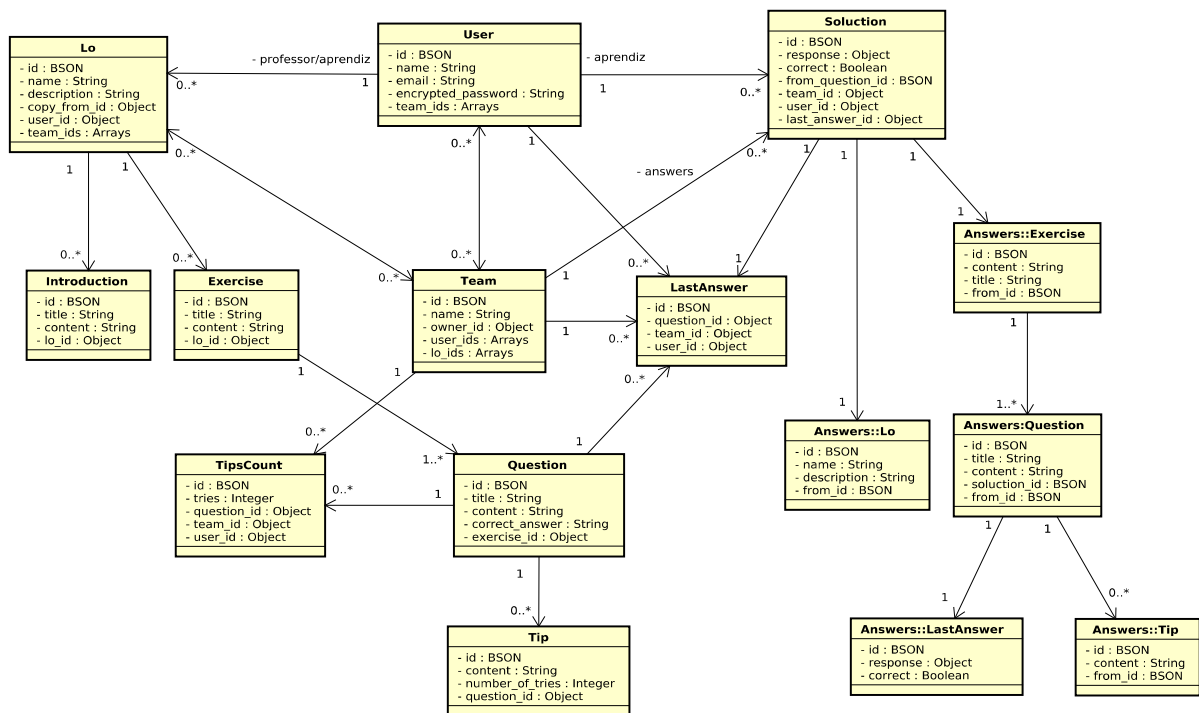 Lo
- id : BSON
- name : String
- description : String
- copy_from_id : Object
- user_id : Object
- team_ids : Arrays
User
- id : BSON
- name : String
- email : String
- encrypted_password : String
- team_ids : Arrays
Soluction
- id : BSON
- response : Object
- correct : Boolean
- from_question_id : BSON
- team_id : Object
- user_id : Object
- last_answer_id : Object
- professor/aprendiz
0..*
1
- aprendiz
1
0..*
0..*
1
1
0..*
0..*
1
0..*
- answers
1
1
1
1
1
1
0..*
0..*
0..*
0..*
1
0..*
Answers::Exercise
- id : BSON
- content : String
- title : String
- from_id : BSON
Introduction
- id : BSON
- title : String
- content : String
- lo_id : Object
Exercise
- id : BSON
- title : String
- content : String
- lo_id : Object
Team
- id : BSON
- name : String
- owner_id : Object
- user_ids : Arrays
- lo_ids : Arrays
LastAnswer
- id : BSON
- question_id : Object
- team_id : Object
- user_id : Object
1
0..*
1
1
1
0..*
0..*
1..*
1
1
1..*
TipsCount
- id : BSON
- tries : Integer
- question_id : Object
- team_id : Object
- user_id : Object
0..*
1
Question
- id : BSON
- title : String
- content : String
- correct_answer : String
- exercise_id : Object
Answers::Lo
- id : BSON
- name : String
- description : String
- from_id : BSON
Answers:Question
- id : BSON
- title : String
- content : String
- soluction_id : BSON
- from_id : BSON
1
0..*
1
1
1
0..*
Tip
- id : BSON
- content : String
- number_of_tries : Integer
- question_id : Object
Answers::LastAnswer
- id : BSON
- response : Object
- correct : Boolean
Answers::Tip
- id : BSON
- content : String
- from_id : BSON